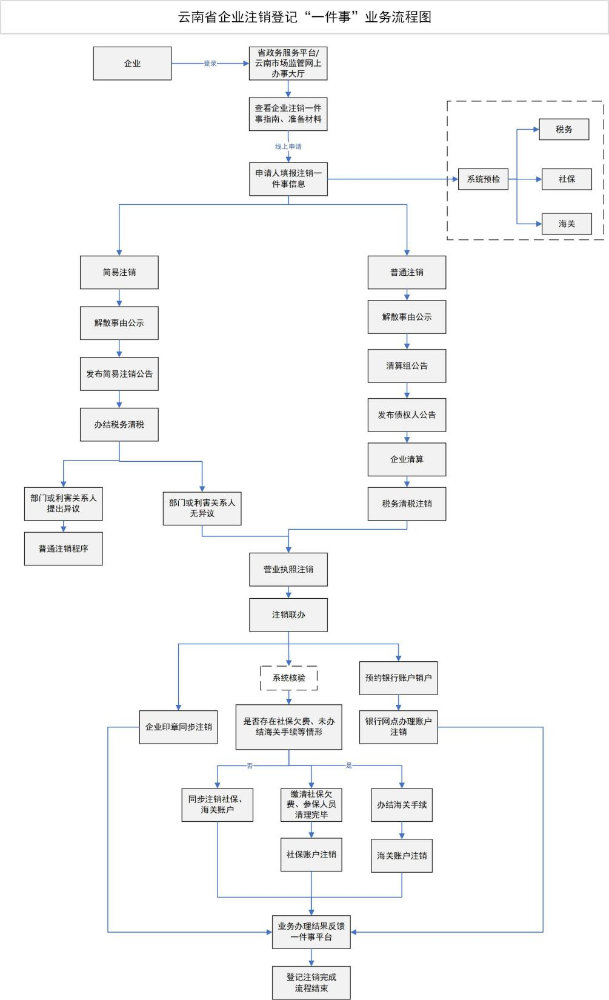 云南省企业注销登记“一件事”业务流程图
企业
登录
省政务服务平台/
云南市场监管网上
办事大厅
查看企业注销一件
事指南、准备材料
线上申请
申请人填报注销一
件事信息
系统预检
税务
社保
海关
简易注销
解散事由公示
发布简易注销公告
办结税务清税
部门或利害关系人
提出异议
普通注销程序
部门或利害关系人
无异议
普通注销
解散事由公示
清算组公告
发布债权人公告
企业清算
税务清税注销
营业执照注销
注销联办
企业印章同步注销
系统核验
是否存在社保欠费、未办
结海关手续等情形
预约银行账户销户
银行网点办理账户
注销
否
是
同步注销社保、
海关账户
缴清社保欠
费、参保人员
清理完毕
社保账户注销
办结海关手续
海关账户注销
业务办理结果反馈
一件事平台
登记注销完成
流程结束